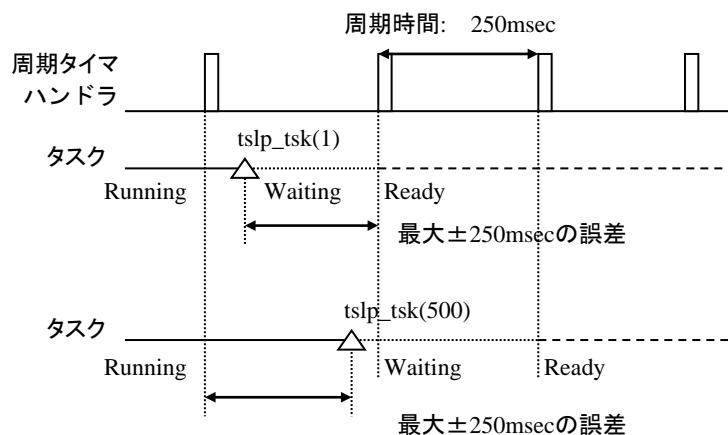 周期時間: 250msec
周期タイマ
ハンドラ
tslp_tsk(1)
タスク
Running Waiting Ready
最大±250msecの誤差
tslp_tsk(500)
タスク
Running Waiting Ready
最大±250msecの誤差